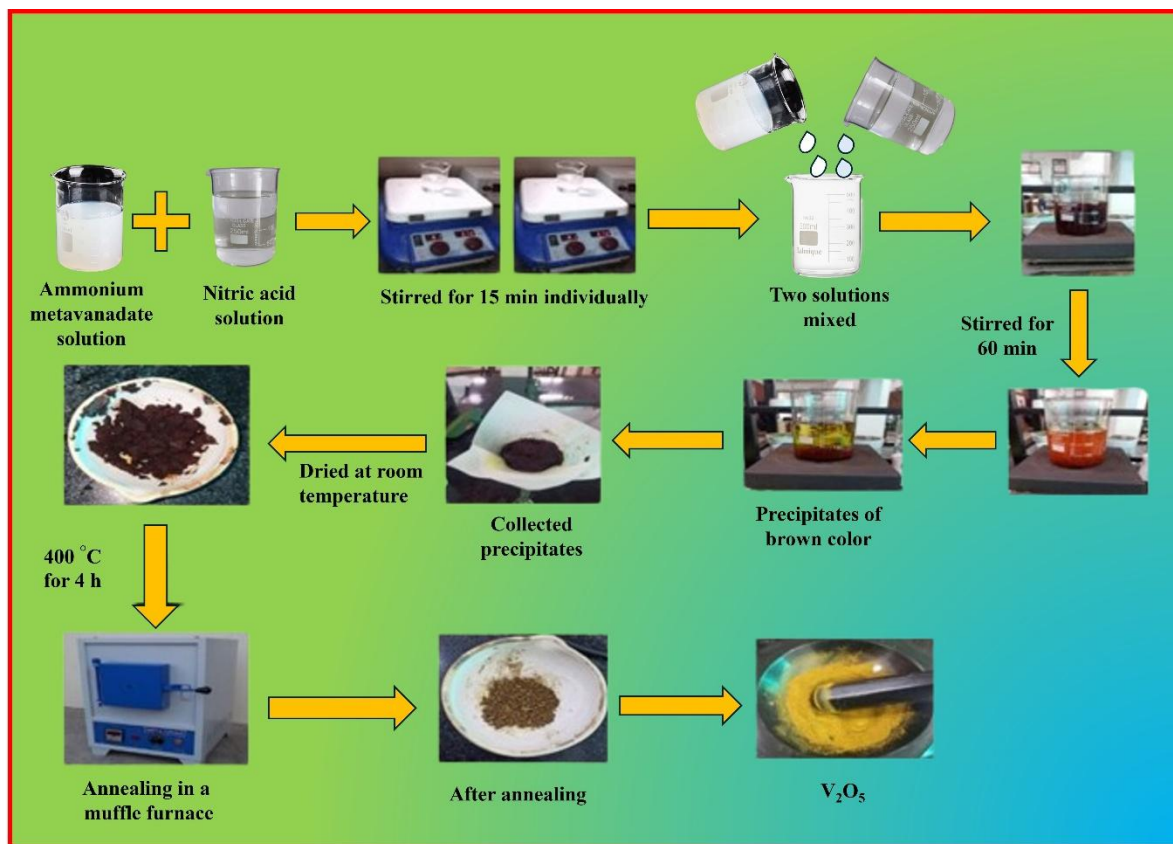 Ammonium
metavanadate
solution
Nitric acid
solution
Stirred for 15 min individually
Two solutions
mixed
Stirred for
60 min
Precipitates of
brown color
Collected
precipitates
Dried at room
temperature
400 °C
for 4 h
Annealing in a
muffle furnace
After annealing
V₂O₅